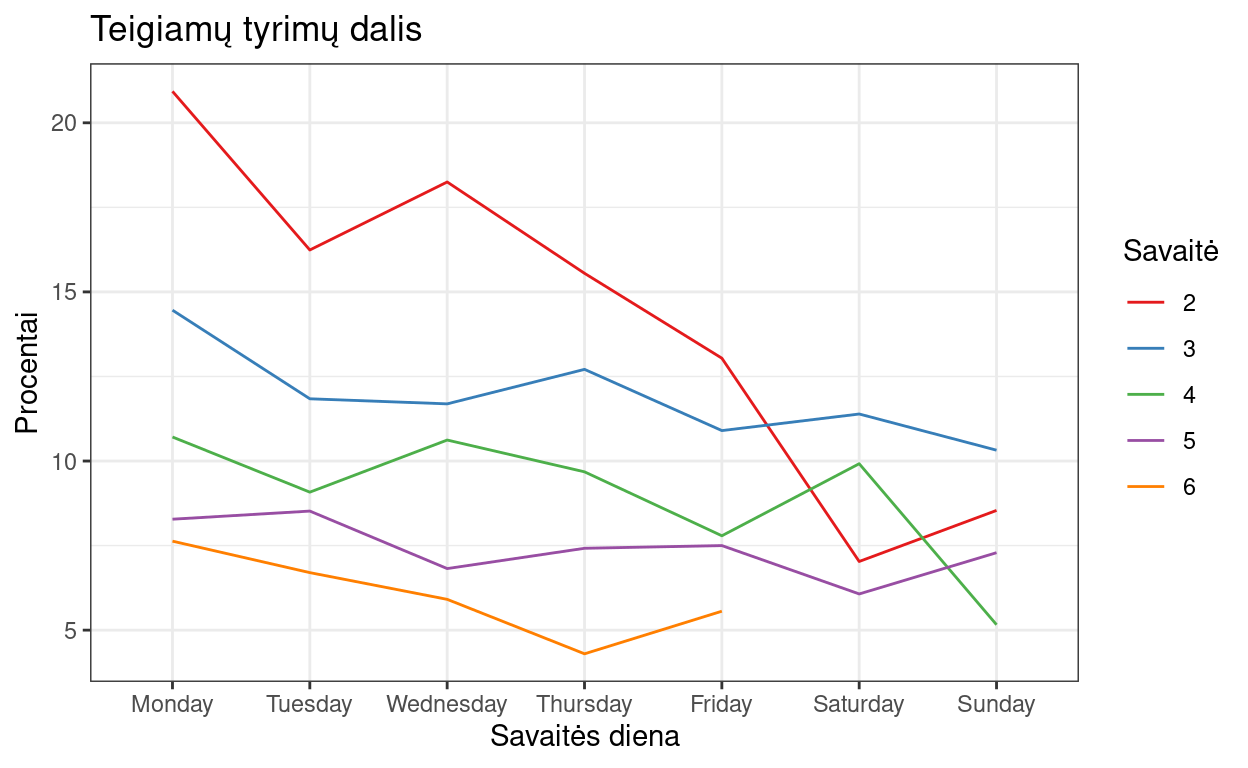 Teigiamų tyrimų dalis
Procentai
20
15
10
5
Monday Tuesday Wednesday Thursday Friday Saturday Sunday
Savaitės diena
Savaitė
2
3
4
5
6